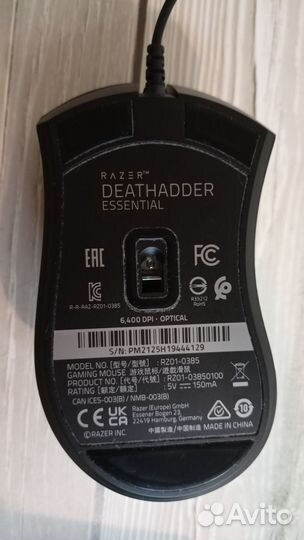 RAZER™
DEATHADDER
ESSENTIAL
EAC
FC
R39212
RoHS
R-R-RAZ-RZ01-0385
6,400 DPI · OPTICAL
S/N: PM2125H19444129
MODEL NO. (型號/型号) : RZ01-0385
GAMING MOUSE 游戏鼠标/遊戲滑鼠
PRODUCT NO. (代號/代号) : RZ01-03850100
RATING (額定/额定) : 5V ⎓ 150mA
CAN ICES-003(B) / NMB-003(B)
UK CA CE
Razer (Europe) GmbH
Essener Bogen 23,
22419 Hamburg, Germany
10
©RAZER INC.
中國製造/中国制造
MADE IN CHINA
Avito